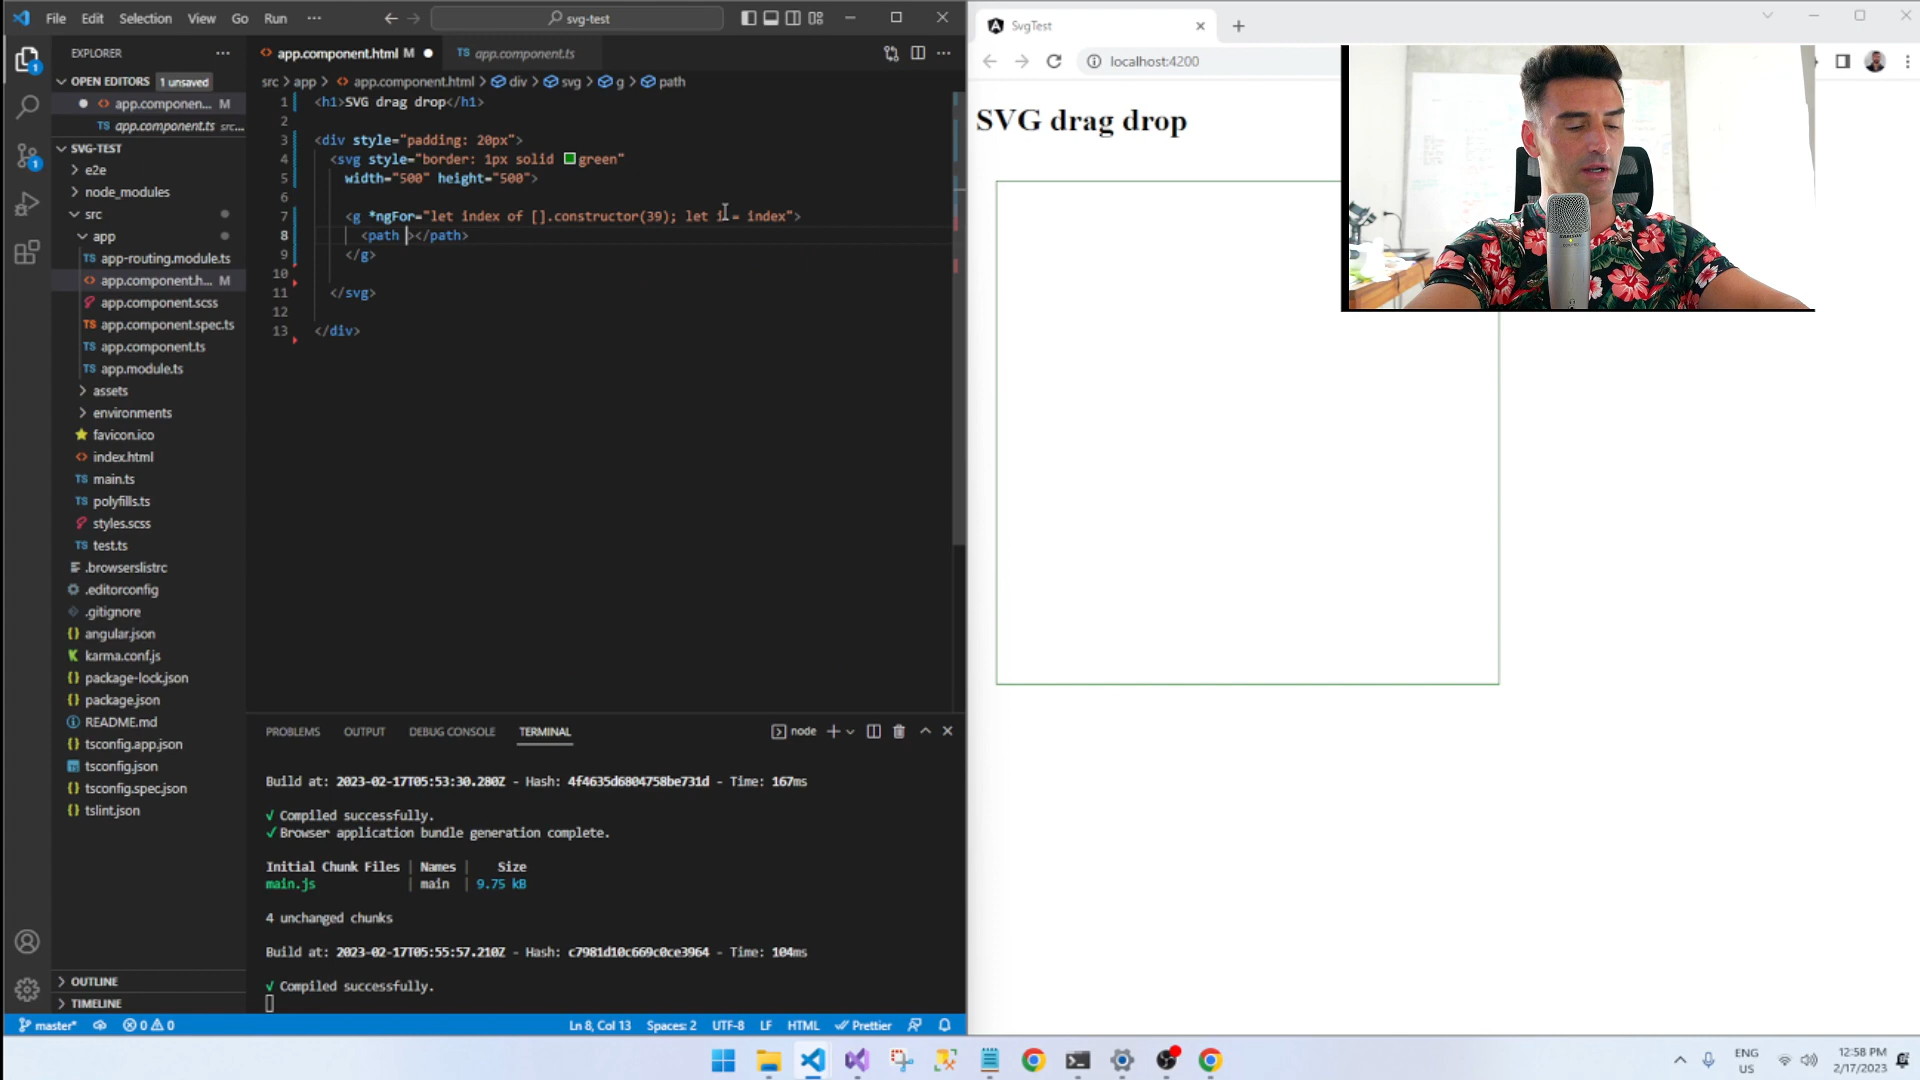 File Edit Selection View Go Run ··· svg-test
SvgTest
localhost:4200
EXPLORER ···
OPEN EDITORS 1 unsaved
app.componen... M
TS app.component.ts src...
SVG-TEST
e2e
node_modules
src
app
app-routing.module.ts
app.component.h... M
app.component.scss
app.component.spec.ts
TS app.component.ts
TS app.module.ts
assets
environments
favicon.ico
index.html
TS main.ts
TS polyfills.ts
styles.scss
TS test.ts
.browserslistrc
.editorconfig
.gitignore
{} angular.json
karma.conf.js
{} package-lock.json
{} package.json
README.md
{} tsconfig.app.json
tsconfig.json
{} tsconfig.spec.json
{} tslint.json
OUTLINE
TIMELINE
app.component.html M
TS app.component.ts
src > app > app.component.html > div > svg > g > path
1 <h1>SVG drag drop</h1>
2
3 <div style="padding: 20px">
4 <svg style="border: 1px solid green"
5 width="500" height="500">
6
7 <g *ngFor="let index of [].constructor(39); let i = index">
8 <path ></path>
9 </g>
10
11 </svg>
12
13 </div>
PROBLEMS OUTPUT DEBUG CONSOLE TERMINAL node
Build at: 2023-02-17T05:53:30.280Z - Hash: 4f4635d6804758be731d - Time: 167ms
√ Compiled successfully.
√ Browser application bundle generation complete.
Initial Chunk Files | Names | Size
main.js | main | 9.75 kB
4 unchanged chunks
Build at: 2023-02-17T05:55:57.210Z - Hash: c7981d10c669c0ce3964 - Time: 104ms
√ Compiled successfully.
master* 0 0 Ln 8, Col 13 Spaces: 2 UTF-8 LF HTML Prettier
SVG drag drop
ENG
US
12:58 PM
2/17/2023